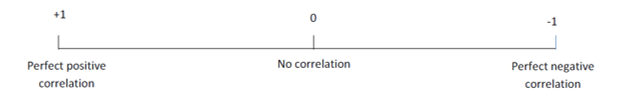 +1
0
-1
Perfect positive
correlation
No correlation
Perfect negative
correlation